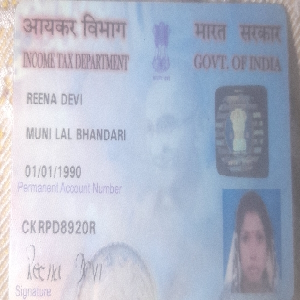 आयकर विभाग भारत सरकार
INCOME TAX DEPARTMENT GOVT. OF INDIA
REENA DEVI
MUNI LAL BHANDARI
01/01/1990
Permanent Account Number
CKRPD8920R
Reena Devi
Signature